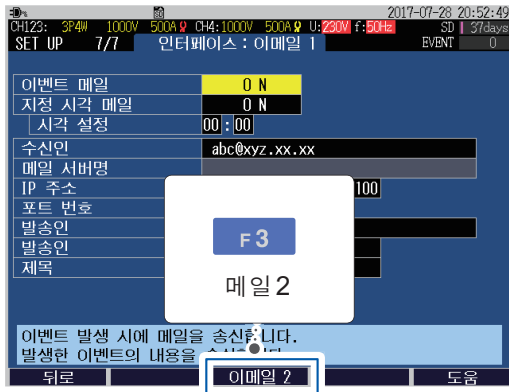 2017-07-28 20:52:49
CH123: 3P4W 1000V 500A CH4:1000V 500A U:230V f:50Hz SD 37days
SET UP 7/7 인터페이스 : 이메일 1 EVENT 0
이벤트 메일 O N
지정 시각 메일 O N
시각 설정 00 : 00
수신인 abc@xyz.xx.xx
메일 서버명
IP 주소 100
포트 번호
발송인
발송인
제목
F 3
메일2
이벤트 발생 시에 메일을 송신합니다.
발생한 이벤트의 내용을
뒤로 이메일 2 도움